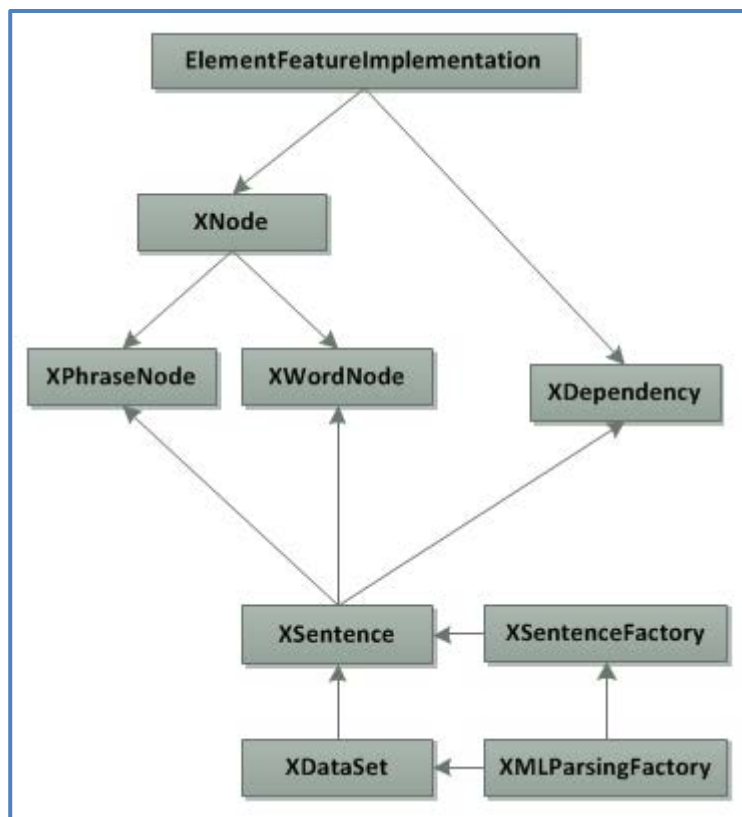 ElementFeatureImplementation
XNode
XPhraseNode
XWordNode
XDependency
XSentence
XSentenceFactory
XDataSet
XMLParsingFactory